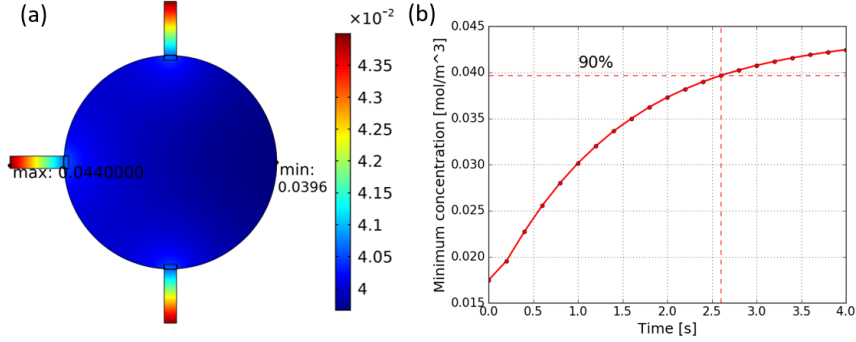 (a)
×10⁻²
4.35
4.3
4.25
4.2
4.15
4.1
4.05
4
max: 0.0440000
min:
0.0396
(b)
Minimum concentration [mol/m^3]
0.045
0.040
0.035
0.030
0.025
0.020
0.015
90%
0.0 0.5 1.0 1.5 2.0 2.5 3.0 3.5 4.0
Time [s]